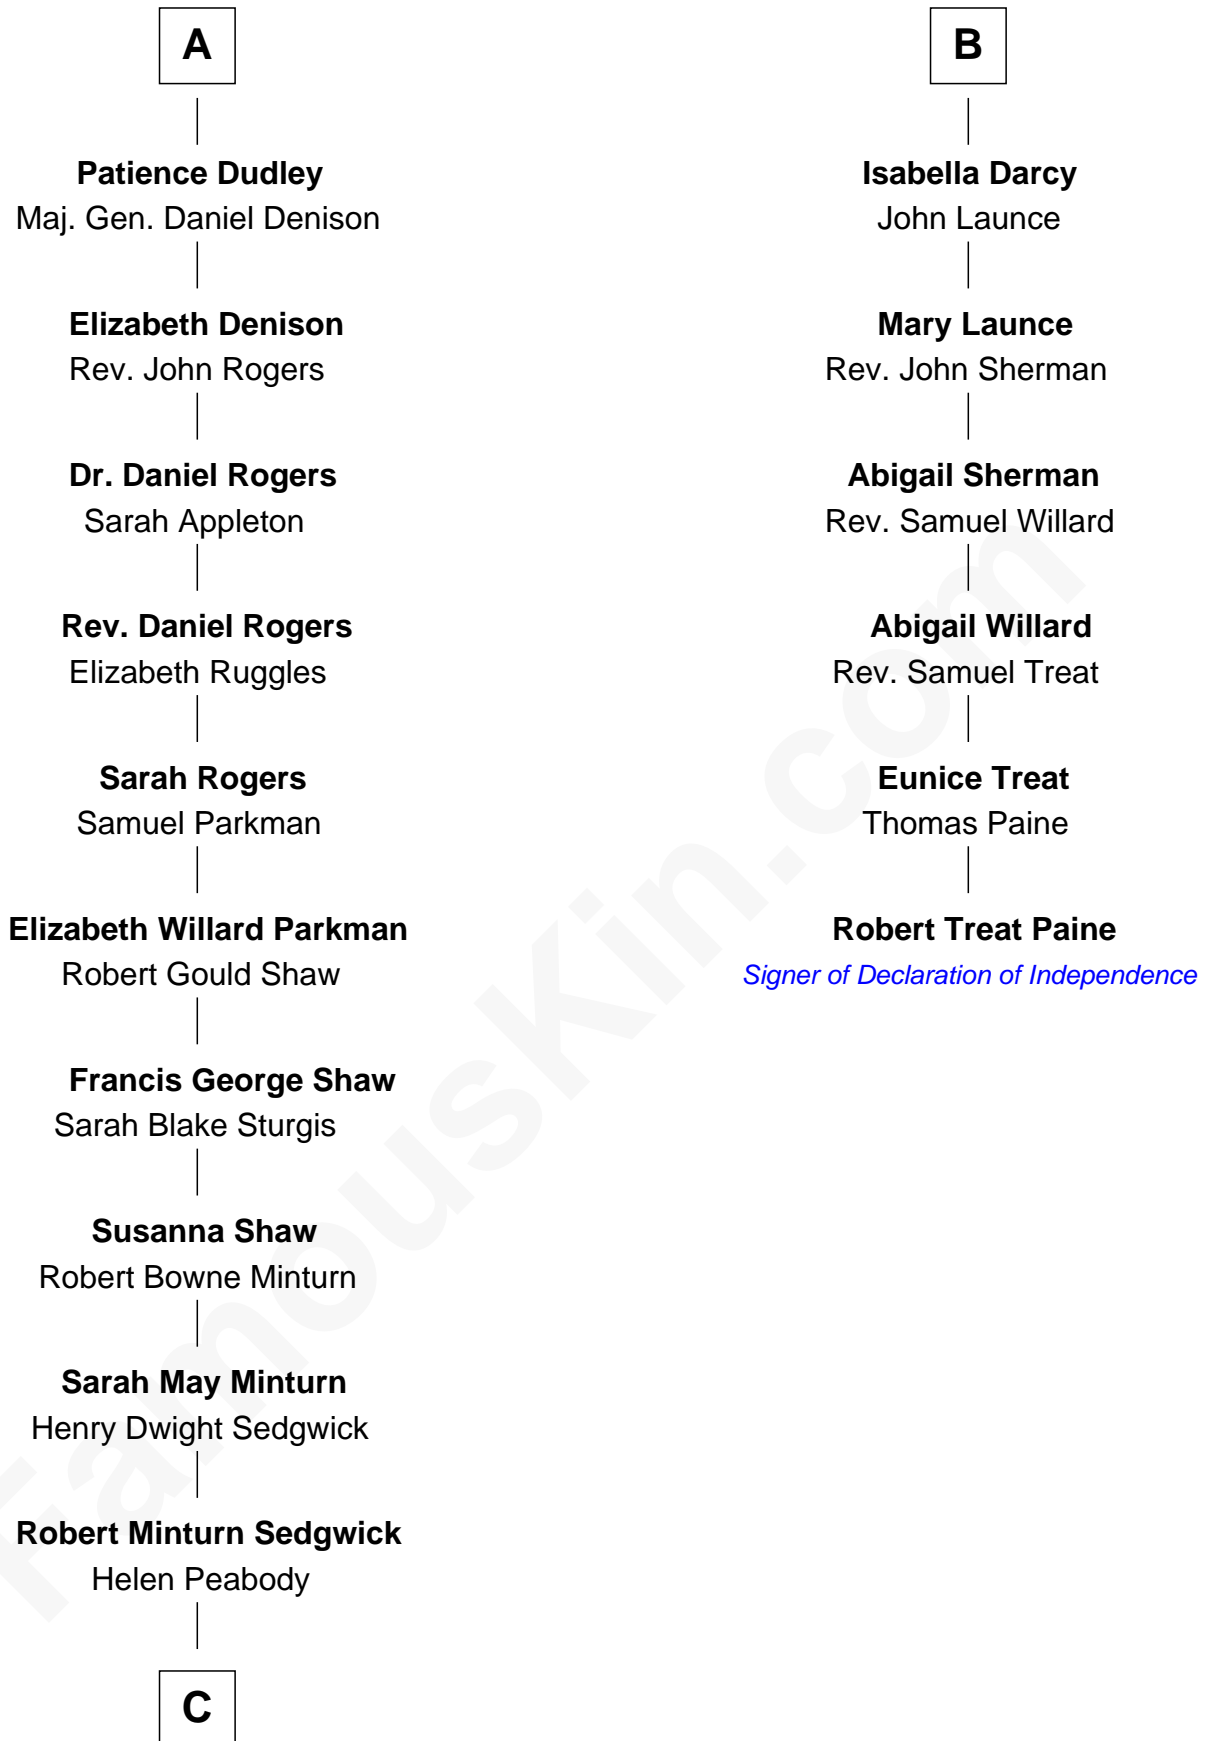 A
Patience Dudley
Maj. Gen. Daniel Denison
Elizabeth Denison
Rev. John Rogers
Dr. Daniel Rogers
Sarah Appleton
Rev. Daniel Rogers
Elizabeth Ruggles
Sarah Rogers
Samuel Parkman
Elizabeth Willard Parkman
Robert Gould Shaw
Francis George Shaw
Sarah Blake Sturgis
Susanna Shaw
Robert Bowne Minturn
Sarah May Minturn
Henry Dwight Sedgwick
Robert Minturn Sedgwick
Helen Peabody
C
B
Isabella Darcy
John Launce
Mary Launce
Rev. John Sherman
Abigail Sherman
Rev. Samuel Willard
Abigail Willard
Rev. Samuel Treat
Eunice Treat
Thomas Paine
Robert Treat Paine
Signer of Declaration of Independence
FamousKin.com